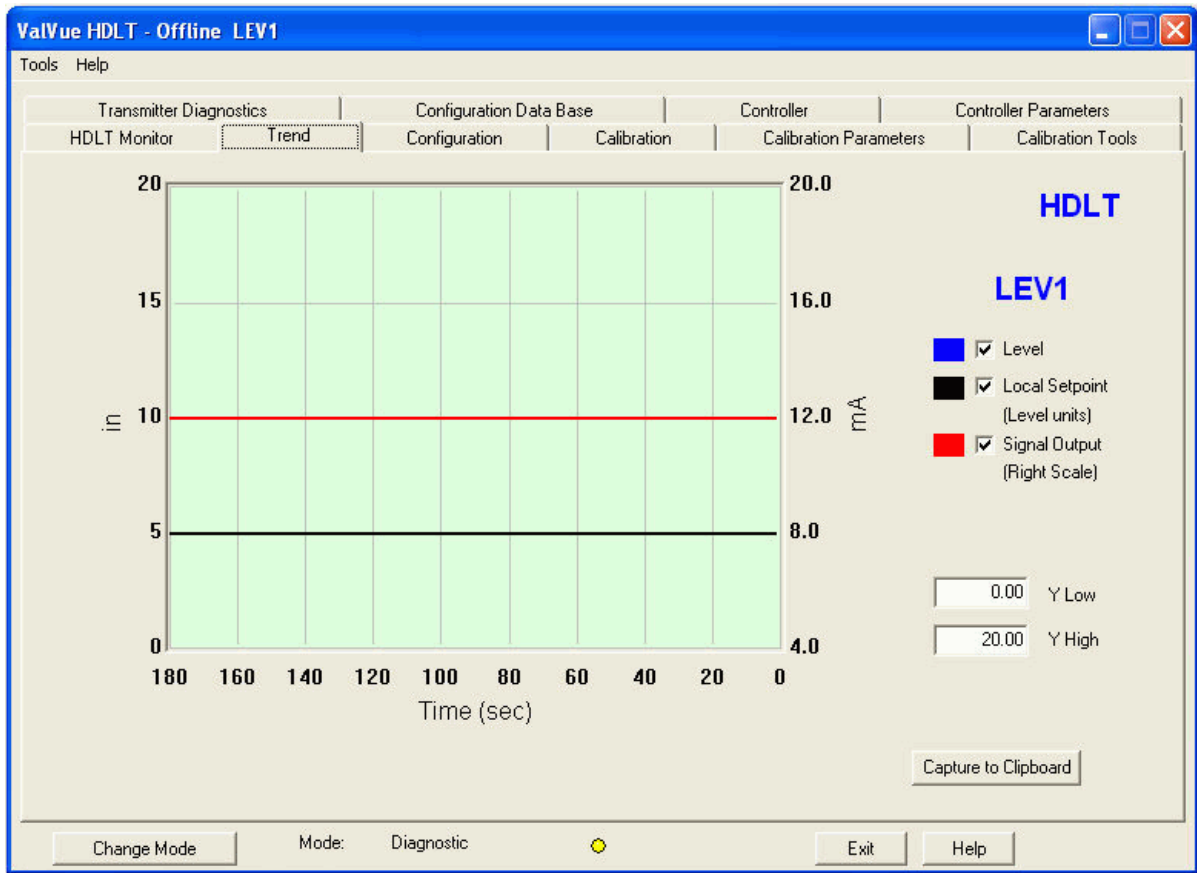 ValVue HDLT - Offline LEV1
Tools Help
Transmitter Diagnostics Configuration Data Base Controller Controller Parameters
HDLT Monitor Trend Configuration Calibration Calibration Parameters Calibration Tools
20 20.0
HDLT
15 16.0
LEV1
Level
in 10 12.0 mA
Local Setpoint
(Level units)
Signal Output
(Right Scale)
5 8.0
0.00 Y Low
0 4.0
20.00 Y High
180 160 140 120 100 80 60 40 20 0
Time (sec)
Capture to Clipboard
Change Mode Mode: Diagnostic Exit Help